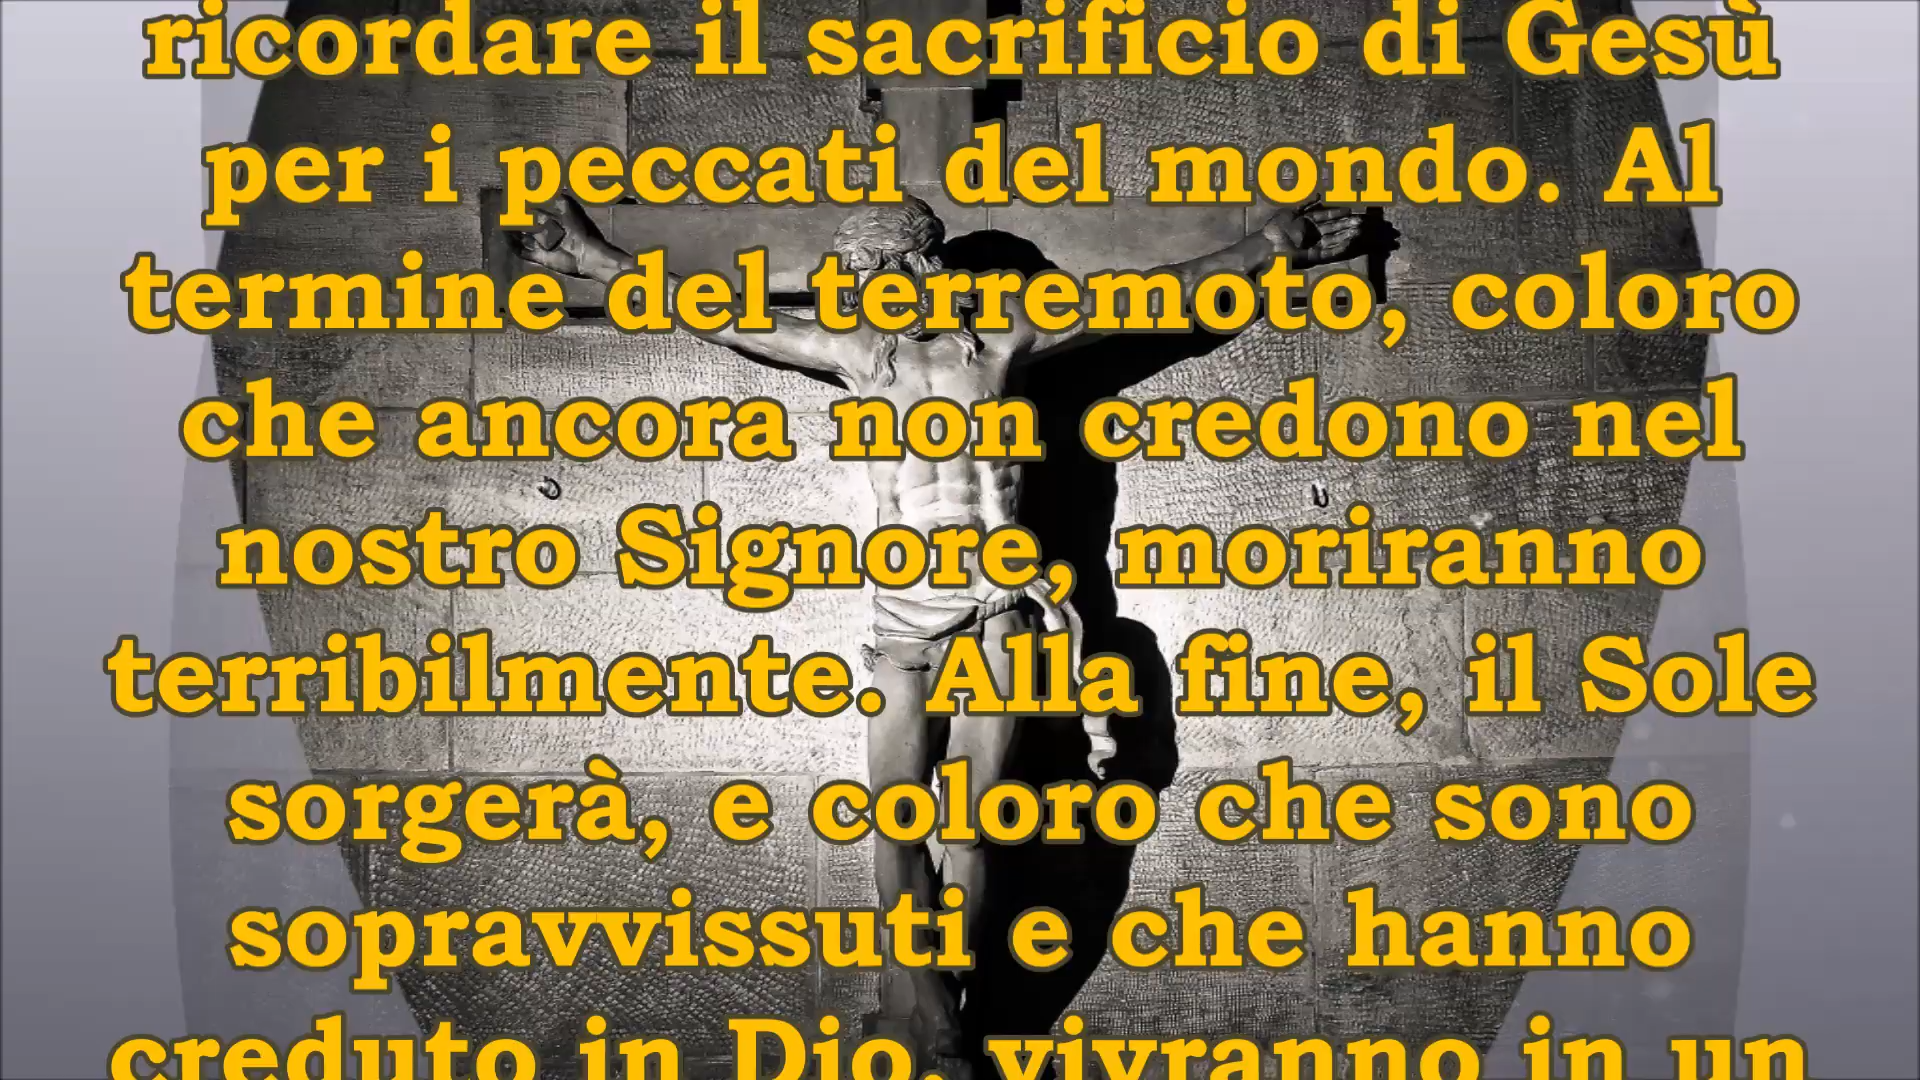 ricordare il sacrificio di Gesù
per i peccati del mondo. Al
termine del terremoto, coloro
che ancora non credono nel
nostro Signore, moriranno
terribilmente. Alla fine, il Sole
sorgerà, e coloro che sono
sopravvissuti e che hanno
creduto in Dio, vivranno in un